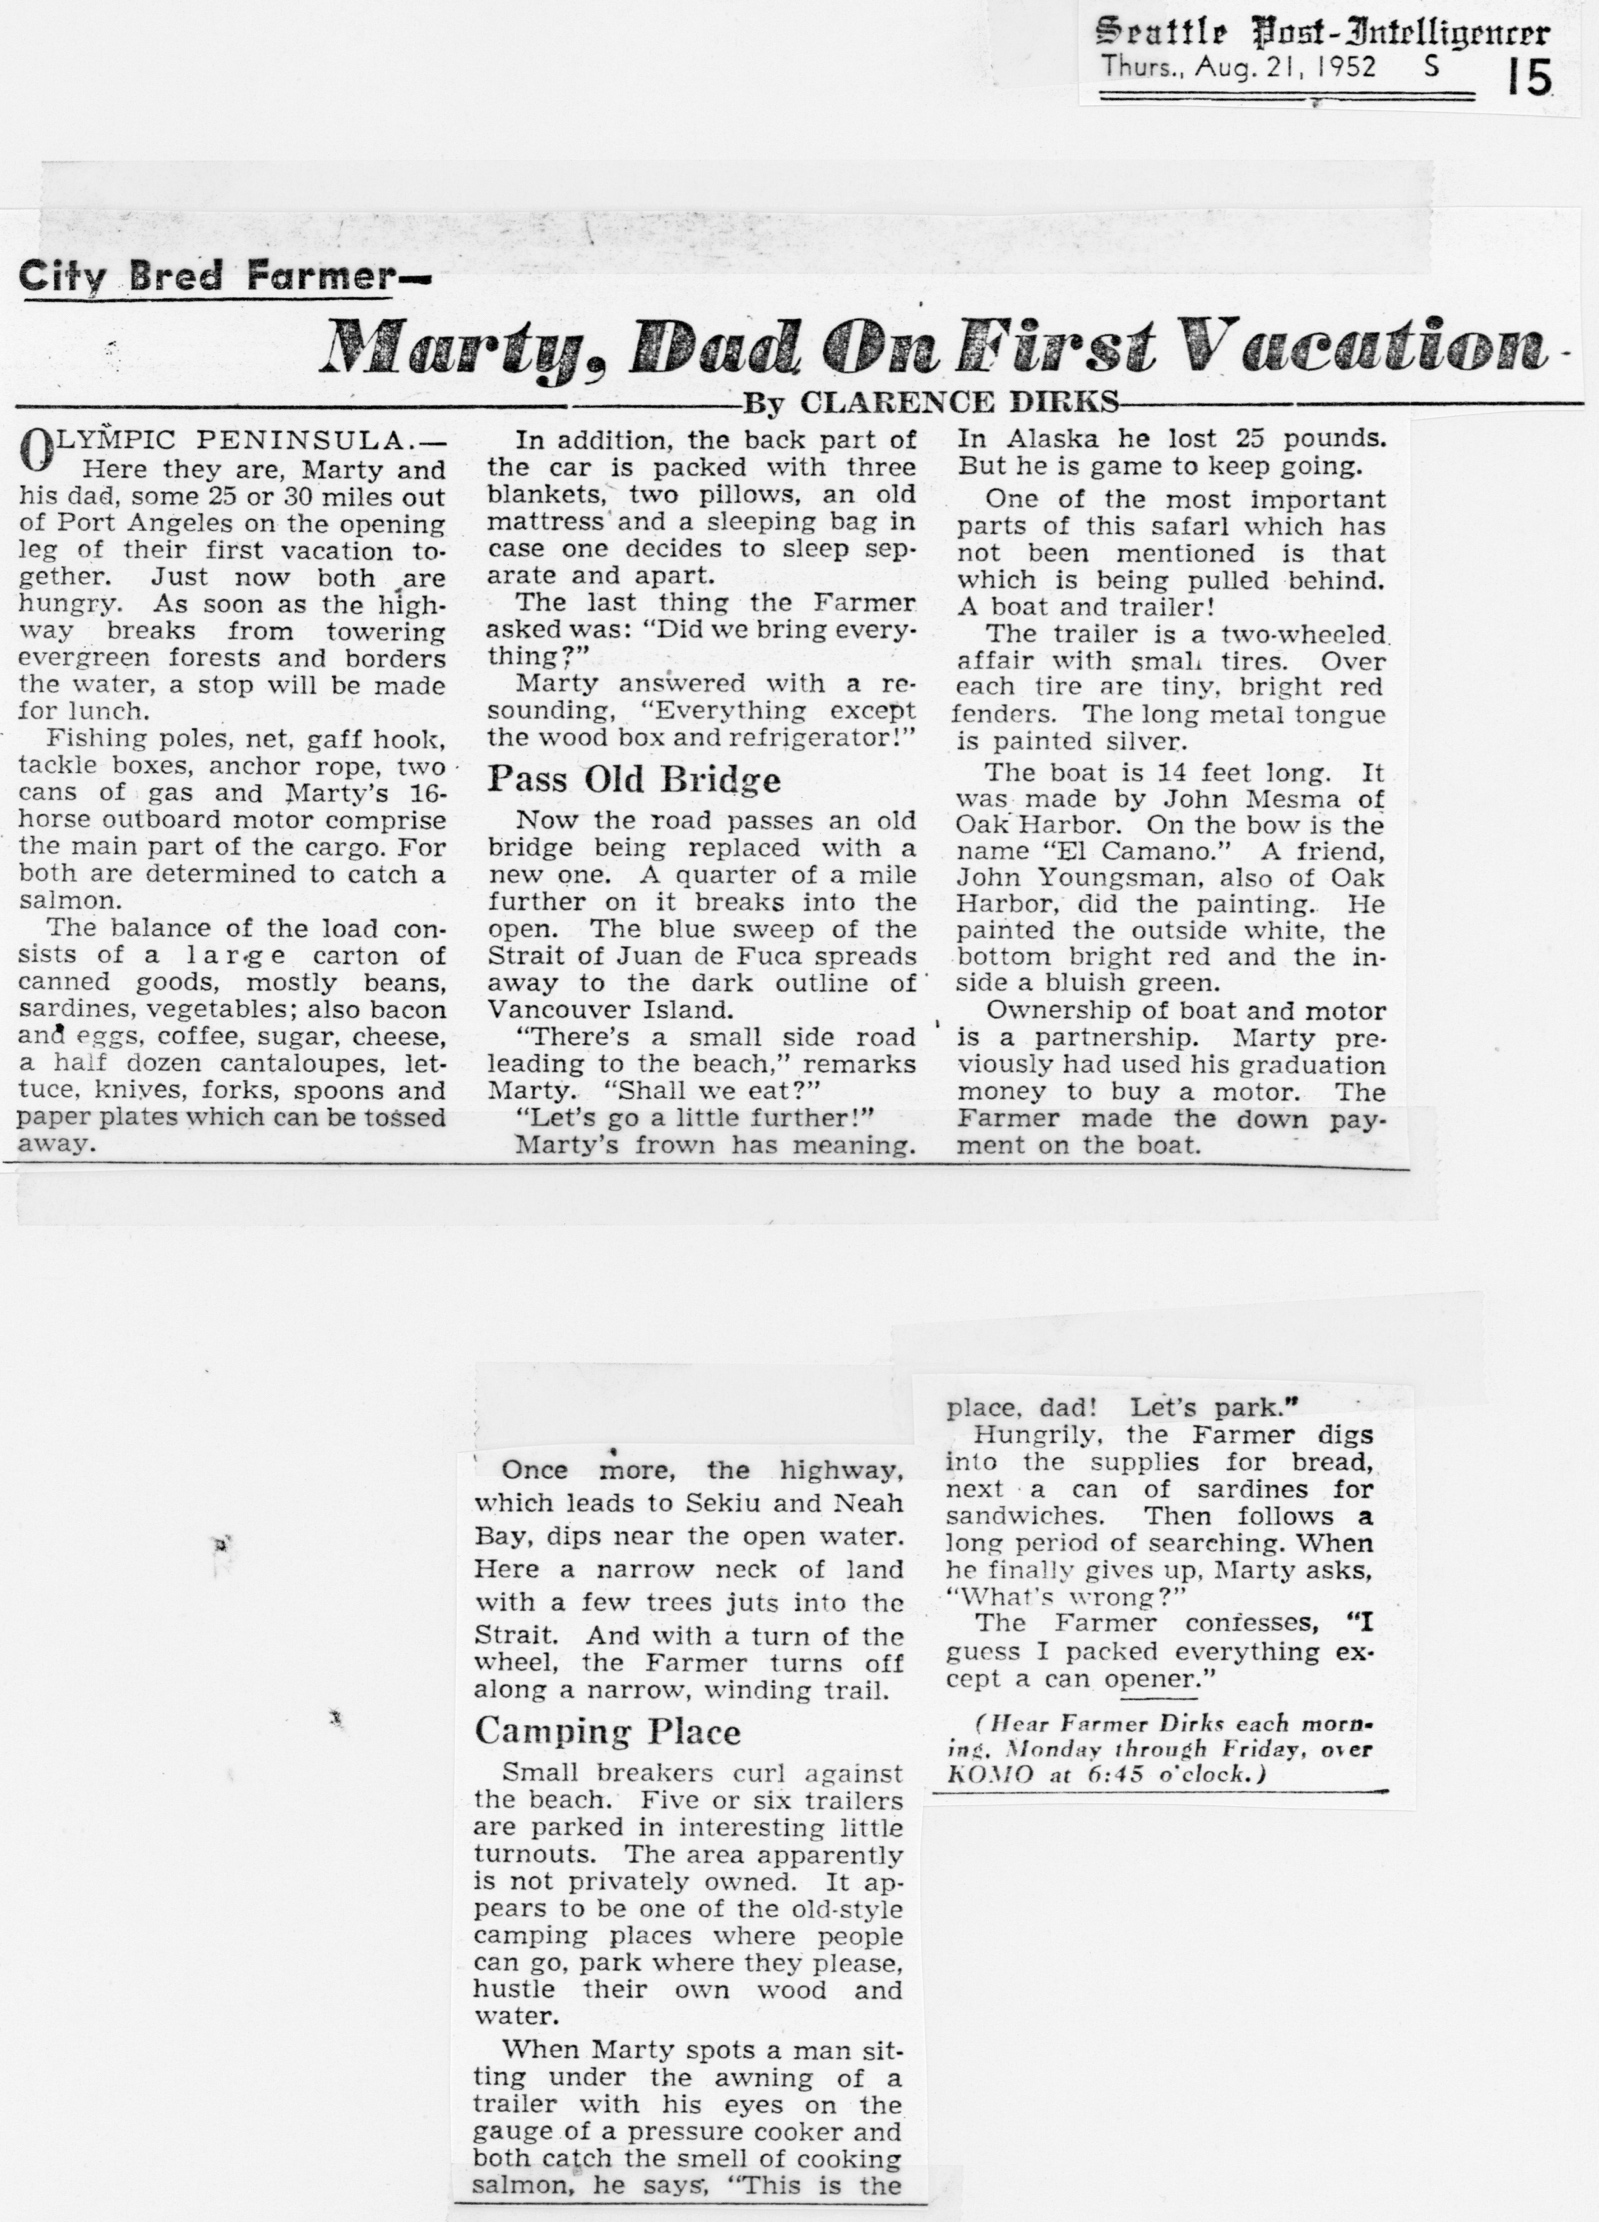 Seattle Post-Intelligencer
Thurs., Aug. 21, 1952 S 15
City Bred Farmer—
Marty, Dad On First Vacation
By CLARENCE DIRKS
OLYMPIC PENINSULA.—
Here they are, Marty and
his dad, some 25 or 30 miles out
of Port Angeles on the opening
leg of their first vacation to-
gether. Just now both are
hungry. As soon as the high-
way breaks from towering
evergreen forests and borders
the water, a stop will be made
for lunch.
Fishing poles, net, gaff hook,
tackle boxes, anchor rope, two
cans of gas and Marty's 16-
horse outboard motor comprise
the main part of the cargo. For
both are determined to catch a
salmon.
The balance of the load con-
sists of a large carton of
canned goods, mostly beans,
sardines, vegetables; also bacon
and eggs, coffee, sugar, cheese,
a half dozen cantaloupes, let-
tuce, knives, forks, spoons and
paper plates which can be tossed
away.
In addition, the back part of
the car is packed with three
blankets, two pillows, an old
mattress and a sleeping bag in
case one decides to sleep sep-
arate and apart.
The last thing the Farmer
asked was: "Did we bring every-
thing?"
Marty answered with a re-
sounding, "Everything except
the wood box and refrigerator!"
Pass Old Bridge
Now the road passes an old
bridge being replaced with a
new one. A quarter of a mile
further on it breaks into the
open. The blue sweep of the
Strait of Juan de Fuca spreads
away to the dark outline of
Vancouver Island.
"There's a small side road
leading to the beach," remarks
Marty. "Shall we eat?"
"Let's go a little further!"
Marty's frown has meaning.
In Alaska he lost 25 pounds.
But he is game to keep going.
One of the most important
parts of this safari which has
not been mentioned is that
which is being pulled behind.
A boat and trailer!
The trailer is a two-wheeled
affair with small tires. Over
each tire are tiny, bright red
fenders. The long metal tongue
is painted silver.
The boat is 14 feet long. It
was made by John Mesma of
Oak Harbor. On the bow is the
name "El Camano." A friend,
John Youngsman, also of Oak
Harbor, did the painting. He
painted the outside white, the
bottom bright red and the in-
side a bluish green.
Ownership of boat and motor
is a partnership. Marty pre-
viously had used his graduation
money to buy a motor. The
Farmer made the down pay-
ment on the boat.
Once more, the highway,
which leads to Sekiu and Neah
Bay, dips near the open water.
Here a narrow neck of land
with a few trees juts into the
Strait. And with a turn of the
wheel, the Farmer turns off
along a narrow, winding trail.
Camping Place
Small breakers curl against
the beach. Five or six trailers
are parked in interesting little
turnouts. The area apparently
is not privately owned. It ap-
pears to be one of the old-style
camping places where people
can go, park where they please,
hustle their own wood and
water.
When Marty spots a man sit-
ting under the awning of a
trailer with his eyes on the
gauge of a pressure cooker and
both catch the smell of cooking
salmon, he says, "This is the
place, dad! Let's park."
Hungrily, the Farmer digs
into the supplies for bread,
next a can of sardines for
sandwiches. Then follows a
long period of searching. When
he finally gives up, Marty asks,
"What's wrong?"
The Farmer confesses, "I
guess I packed everything ex-
cept a can opener."
(Hear Farmer Dirks each morn-
ing, Monday through Friday, over
KOMO at 6:45 o'clock.)